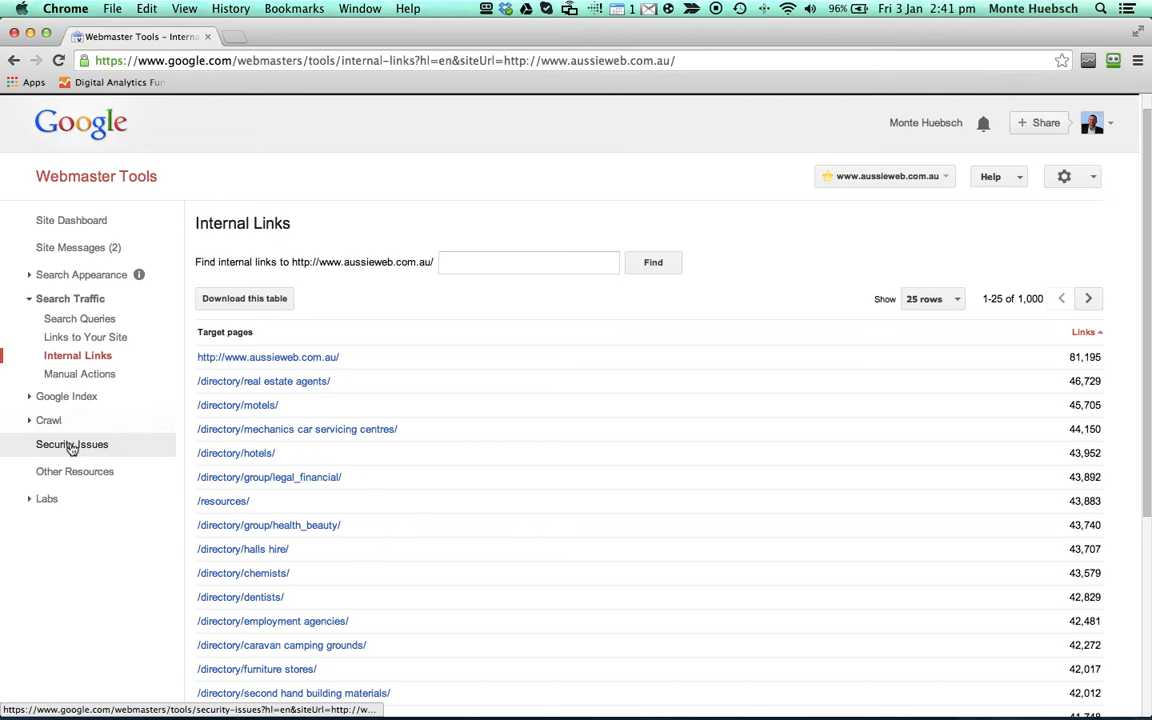 Chrome File Edit View History Bookmarks Window Help 1 96% Fri 3 Jan 2:41 pm Monte Huebsch
Webmaster Tools – Interna
https://www.google.com/webmasters/tools/internal-links?hl=en&siteUrl=http://www.aussieweb.com.au/
Apps Digital Analytics Fun
Google
Monte Huebsch + Share
Webmaster Tools
www.aussieweb.com.au Help
Site Dashboard
Site Messages (2)
Search Appearance i
Search Traffic
Search Queries
Links to Your Site
Internal Links
Manual Actions
Google Index
Crawl
Security Issues
Other Resources
Labs
Internal Links
Find internal links to http://www.aussieweb.com.au/ Find
Download this table Show 25 rows 1-25 of 1,000
Target pages Links
http://www.aussieweb.com.au/ 81,195
/directory/real estate agents/ 46,729
/directory/motels/ 45,705
/directory/mechanics car servicing centres/ 44,150
/directory/hotels/ 43,952
/directory/group/legal_financial/ 43,892
/resources/ 43,883
/directory/group/health_beauty/ 43,740
/directory/halls hire/ 43,707
/directory/chemists/ 43,579
/directory/dentists/ 42,829
/directory/employment agencies/ 42,481
/directory/caravan camping grounds/ 42,272
/directory/furniture stores/ 42,017
/directory/second hand building materials/ 42,012
41,748
https://www.google.com/webmasters/tools/security-issues?hl=en&siteUrl=http://w...